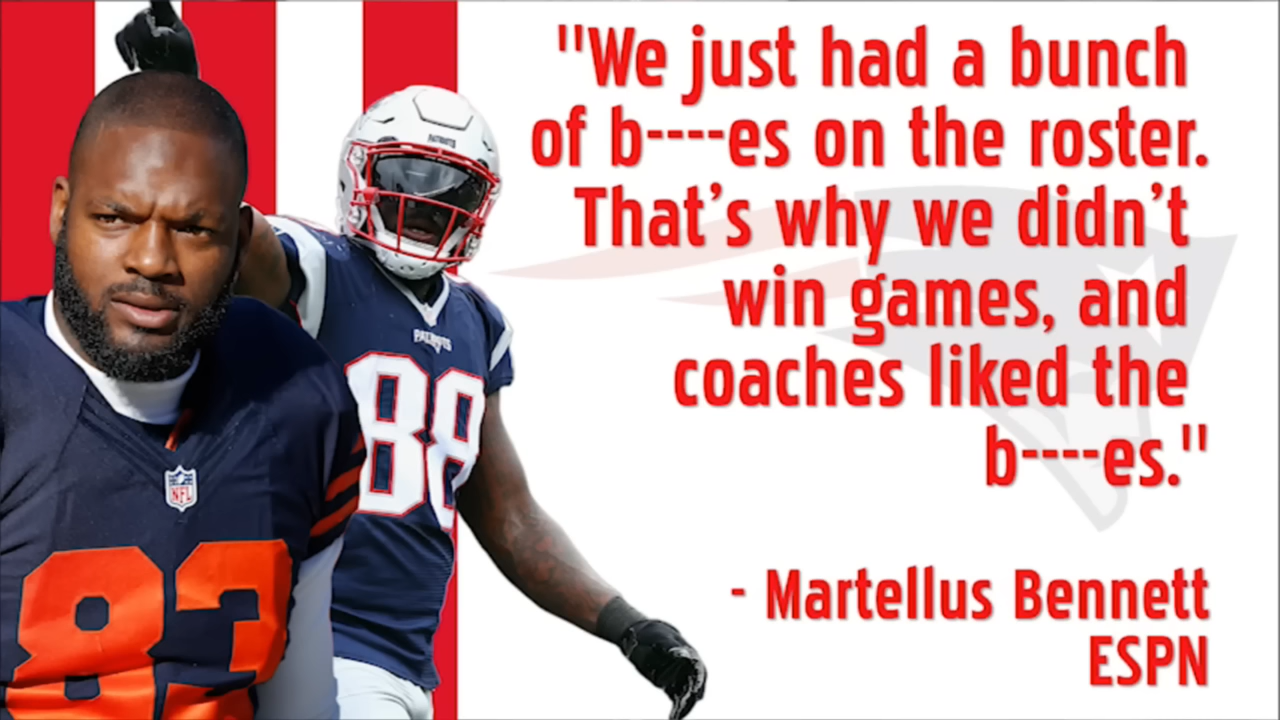 "We just had a bunch
of b----es on the roster.
That's why we didn't
win games, and
coaches liked the
b----es."
- Martellus Bennett
ESPN
PATRIOTS
PATRIOTS
88
NFL
83